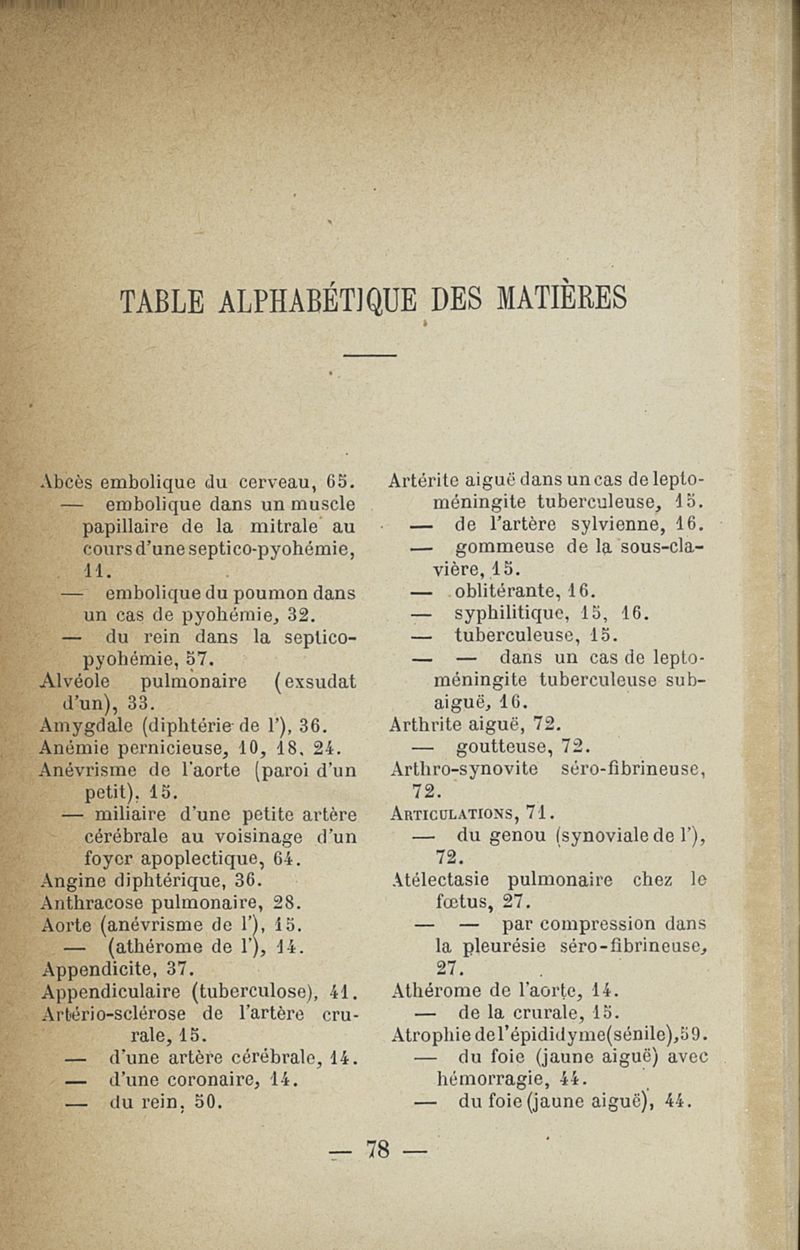 TABLE ALPHABÉTIQUE DES MATIÈRES
Abcès embolique du cerveau, 65.
— embolique dans un muscle
papillaire de la mitrale au
cours d'une septico-pyohémie,
11.
— embolique du poumon dans
un cas de pyohémie, 32.
— du rein dans la septico-
pyohémie, 57.
Alvéole pulmonaire (exsudat
d'un), 33.
Amygdale (diphtérie de l'), 36.
Anémie pernicieuse, 10, 18, 24.
Anévrisme de l'aorte (paroi d'un
petit), 15.
— miliaire d'une petite artère
cérébrale au voisinage d'un
foyer apoplectique, 64.
Angine diphtérique, 36.
Anthracose pulmonaire, 28.
Aorte (anévrisme de l'), 15.
— (athérome de l'), 14.
Appendicite, 37.
Appendiculaire (tuberculose), 41.
Artério-sclérose de l'artère cru-
rale, 15.
— d'une artère cérébrale, 14.
— d'une coronaire, 14.
— du rein, 50.
Artérite aiguë dans un cas de lepto-
méningite tuberculeuse, 15.
— de l'artère sylvienne, 16.
— gommeuse de la sous-cla-
vière, 15.
— oblitérante, 16.
— syphilitique, 15, 16.
— tuberculeuse, 15.
— — dans un cas de lepto-
méningite tuberculeuse sub-
aiguë, 16.
Arthrite aiguë, 72.
— goutteuse, 72.
Arthro-synovite séro-fibrineuse,
72.
ARTICULATIONS, 71.
— du genou (synoviale de l'),
72.
Atélectasie pulmonaire chez le
fœtus, 27.
— — par compression dans
la pleurésie séro-fibrineuse,
27.
Athérome de l'aorte, 14.
— de la crurale, 15.
Atrophie de l'épididyme (sénile), 59.
— du foie (jaune aiguë) avec
hémorragie, 44.
— du foie (jaune aiguë), 44.
— 78 —